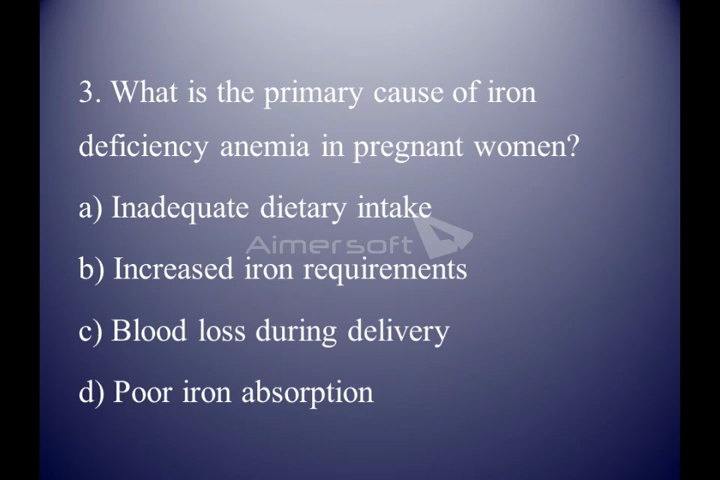 3. What is the primary cause of iron
deficiency anemia in pregnant women?
a) Inadequate dietary intake
Aimersoft
b) Increased iron requirements
c) Blood loss during delivery
d) Poor iron absorption